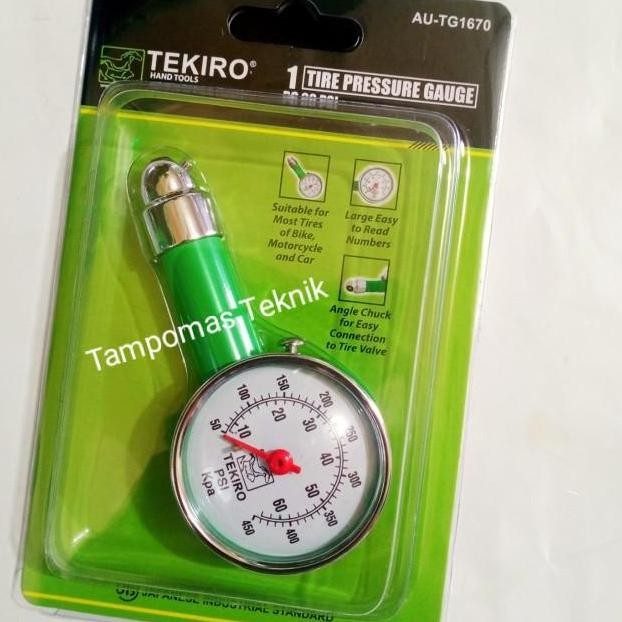 AU-TG1670
TEKIRO®
HAND TOOLS
1 TIRE PRESSURE GAUGE
Suitable for
Most Tires
of Bike,
Motorcycle
and Car
Large Easy
to Read
Numbers
Angle Chuck
for Easy
Connection
to Tire Valve
Tampomas Teknik
50
100
150
200
250
300
350
400
450
10
20
30
40
50
60
TEKIRO
PSI
Kpa
JAPANESE INDUSTRIAL STANDARD